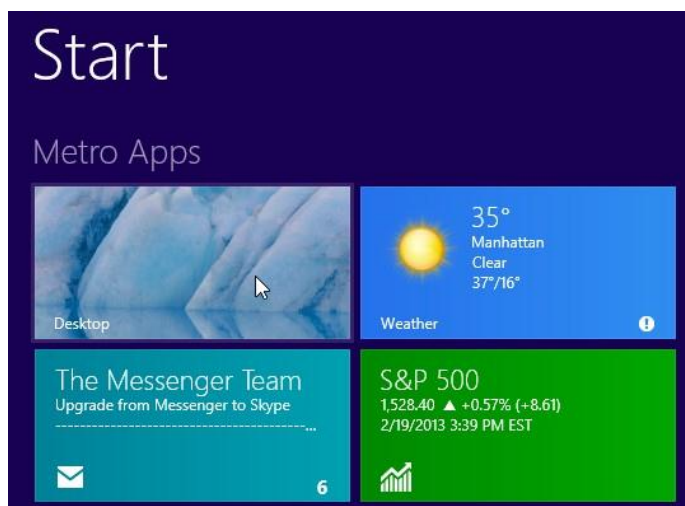 Start
Metro Apps
Desktop
35°
Manhattan
Clear
37°/16°
Weather
The Messenger Team
Upgrade from Messenger to Skype
-----------------------------------------...
6
S&P 500
1,528.40 ▲ +0.57% (+8.61)
2/19/2013 3:39 PM EST